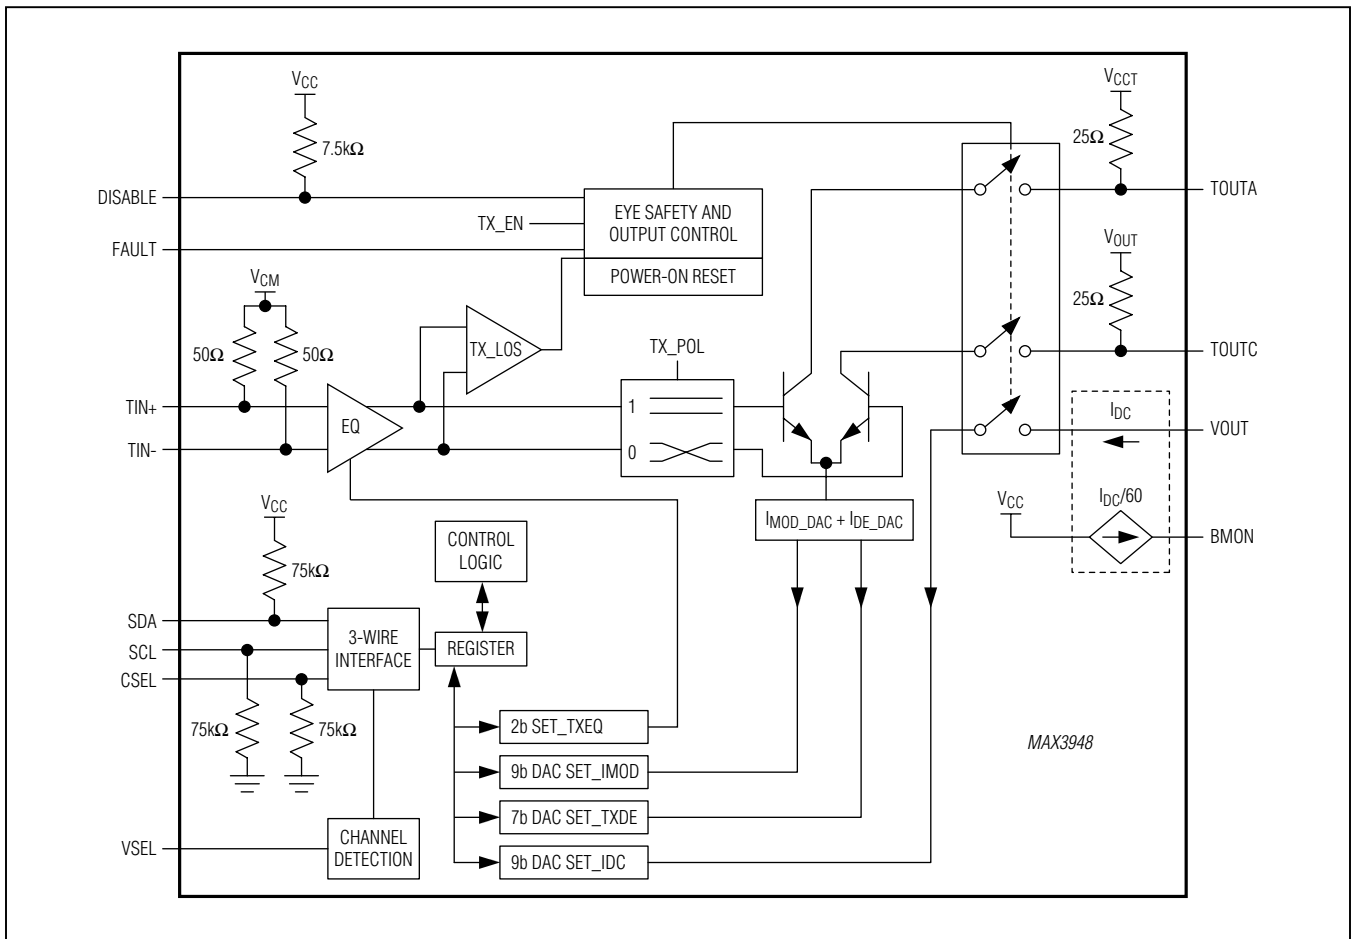 VCC
7.5kΩ
DISABLE
TX_EN
FAULT
EYE SAFETY AND
OUTPUT CONTROL
POWER-ON RESET
VCCT
25Ω
TOUTA
VOUT
25Ω
TOUTC
VCM
50Ω
50Ω
TX_LOS
TX_POL
TIN+
TIN-
EQ
1
0
IDC
VOUT
VCC
IDC/60
BMON
IMOD_DAC + IDE_DAC
VCC
75kΩ
CONTROL
LOGIC
SDA
SCL
CSEL
3-WIRE
INTERFACE
REGISTER
75kΩ
75kΩ
2b SET_TXEQ
9b DAC SET_IMOD
7b DAC SET_TXDE
9b DAC SET_IDC
MAX3948
VSEL
CHANNEL
DETECTION